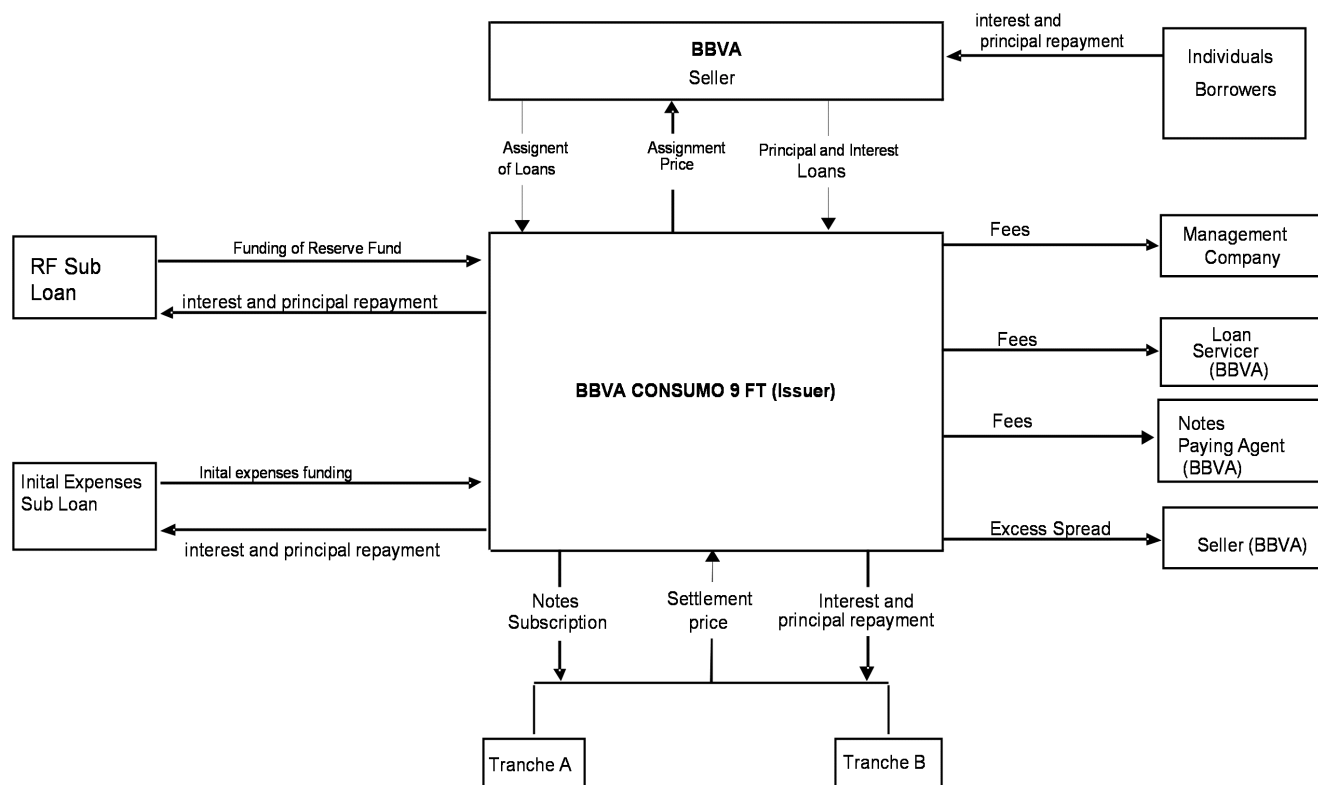 interest and
principal repayment
BBVA
Seller
Individuals
Borrowers
Assignent
of Loans
Assignment
Price
Principal and Interest
Loans
RF Sub
Loan
Funding of Reserve Fund
interest and principal repayment
Fees
Management
Company
BBVA CONSUMO 9 FT (Issuer)
Fees
Loan
Servicer
(BBVA)
Fees
Notes
Paying Agent
(BBVA)
Inital Expenses
Sub Loan
Inital expenses funding
interest and principal repayment
Excess Spread
Seller (BBVA)
Notes
Subscription
Settlement
price
Interest and
principal repayment
Tranche A
Tranche B